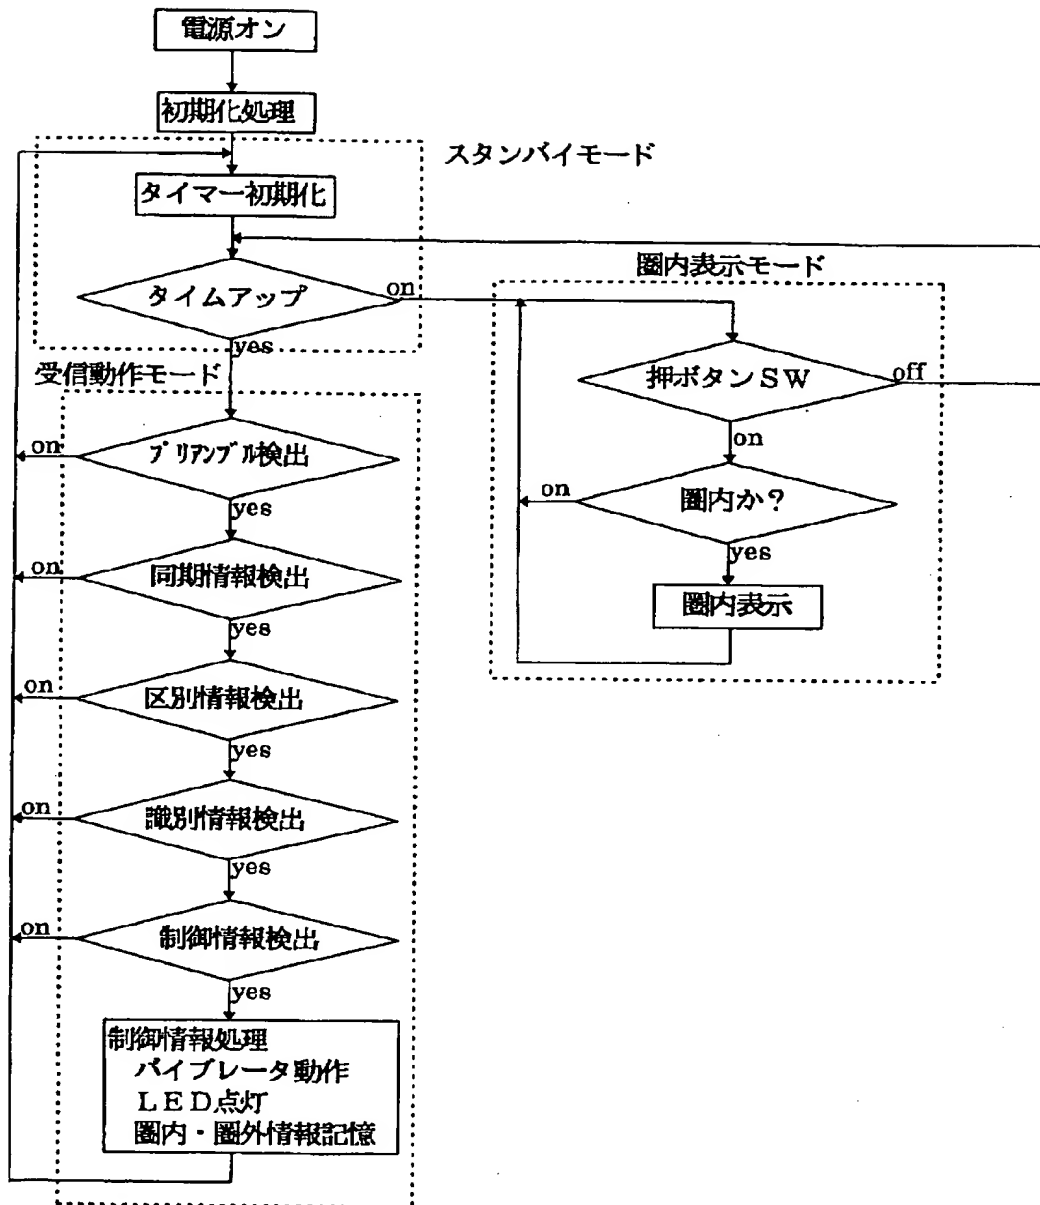 電源オン
初期化処理
スタンバイモード
タイマー初期化
圏内表示モード
タイムアップ
on
yes
受信動作モード
押ボタンSW
off
on
プリアンブル検出
on
yes
圏内か?
on
yes
同期情報検出
on
yes
圏内表示
区別情報検出
on
yes
識別情報検出
on
yes
制御情報検出
on
yes
制御情報処理
バイブレータ動作
LED点灯
圏内・圏外情報記憶